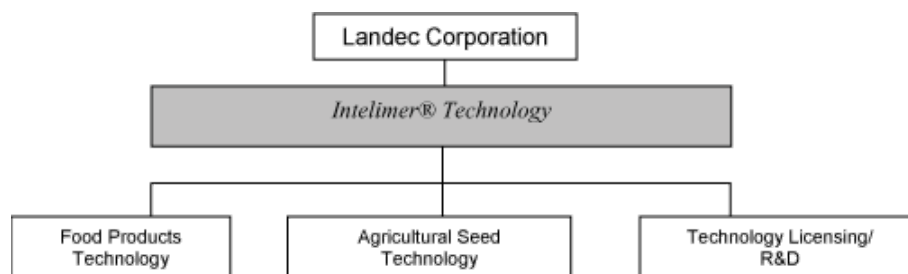 Landec Corporation
Intelimer® Technology
Food Products
Technology
Agricultural Seed
Technology
Technology Licensing/
R&D